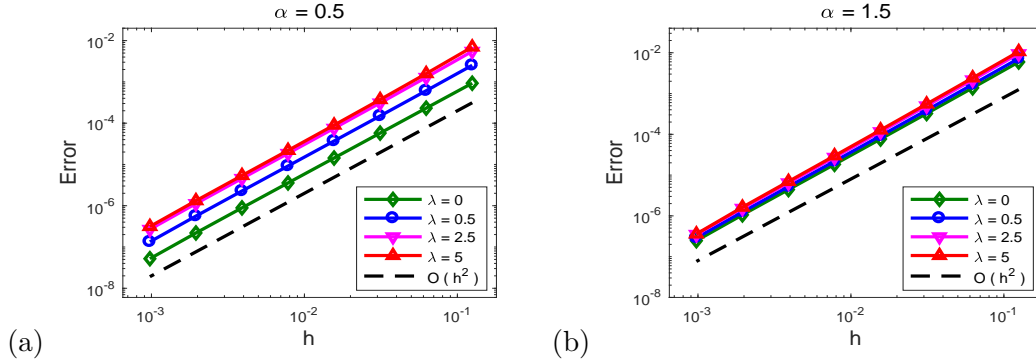 α = 0.5
10⁻²
10⁻⁴
10⁻⁶
10⁻⁸
Error
λ = 0
λ = 0.5
λ = 2.5
λ = 5
O ( h² )
10⁻³
10⁻²
10⁻¹
h
(a)
α = 1.5
10⁻²
10⁻⁴
10⁻⁶
10⁻⁸
Error
λ = 0
λ = 0.5
λ = 2.5
λ = 5
O ( h² )
10⁻³
10⁻²
10⁻¹
h
(b)